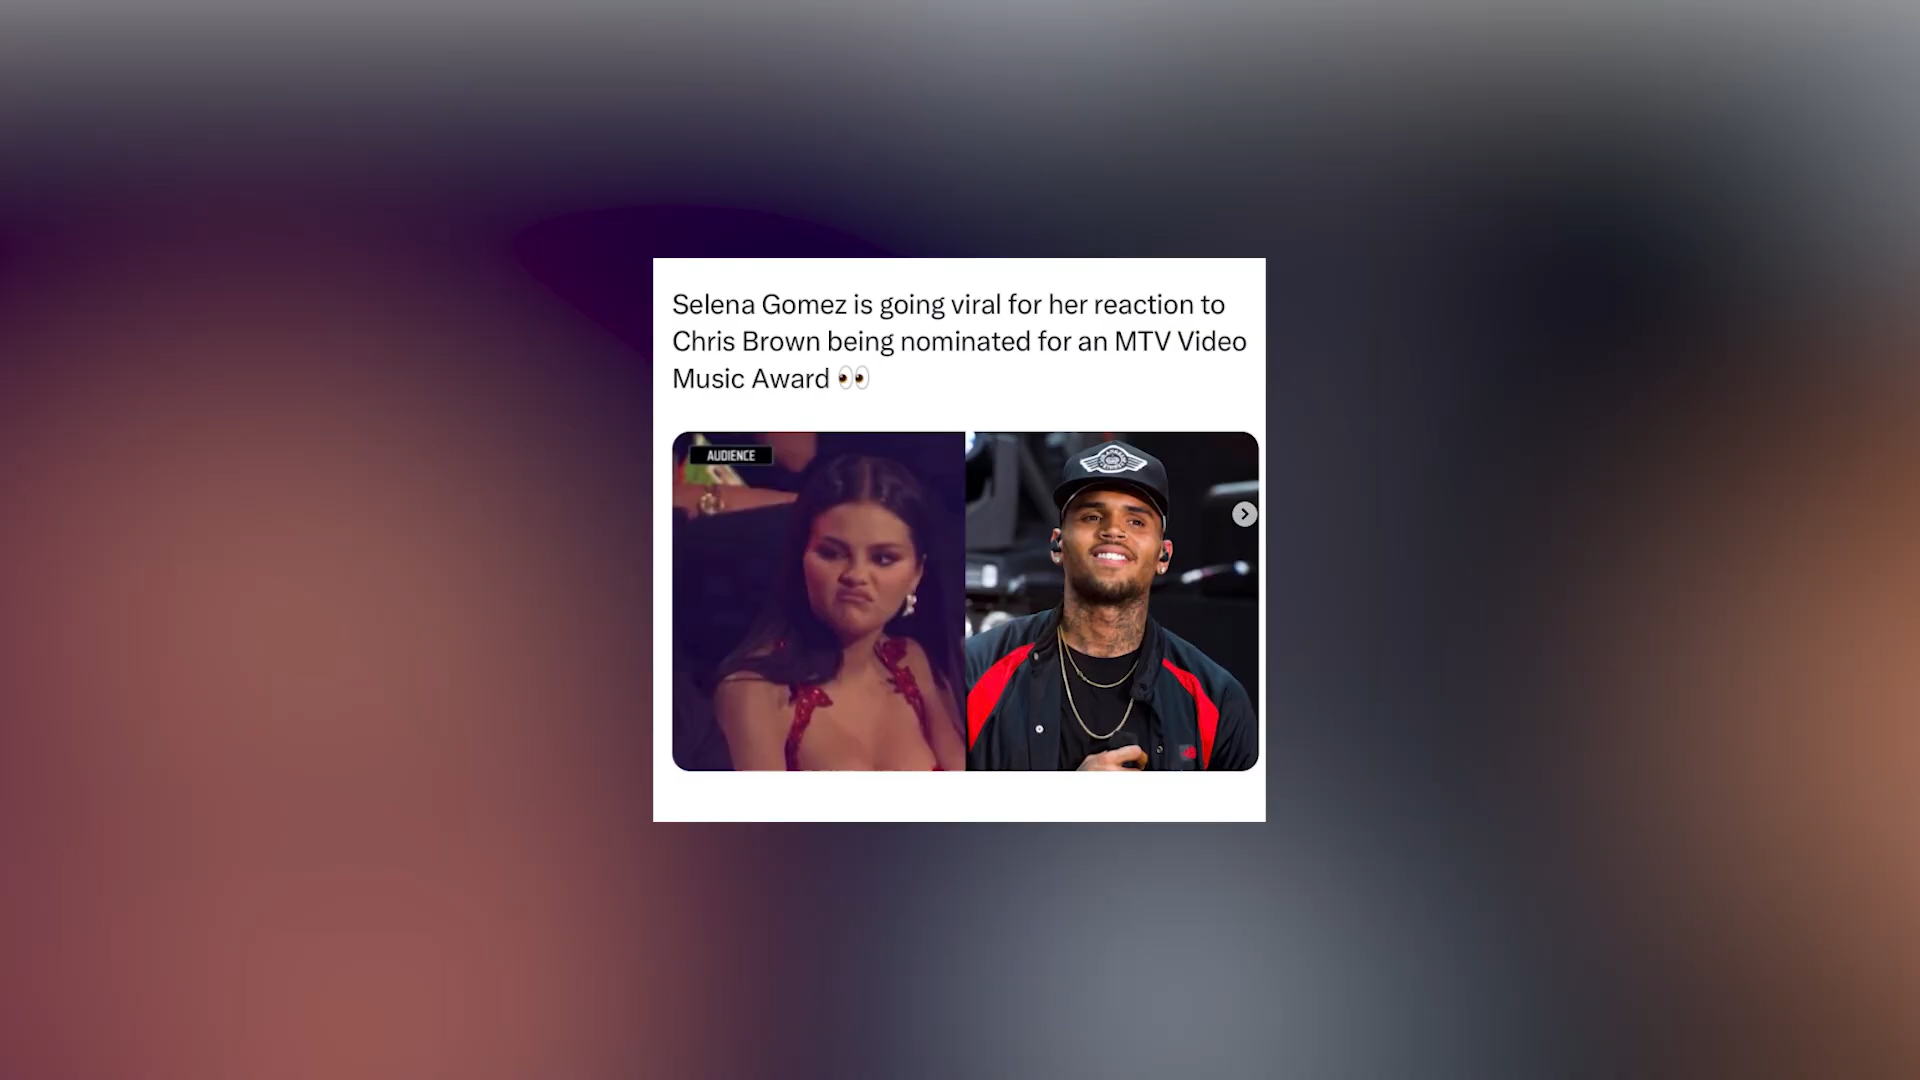 Selena Gomez is going viral for her reaction to
Chris Brown being nominated for an MTV Video
Music Award 👀
AUDIENCE